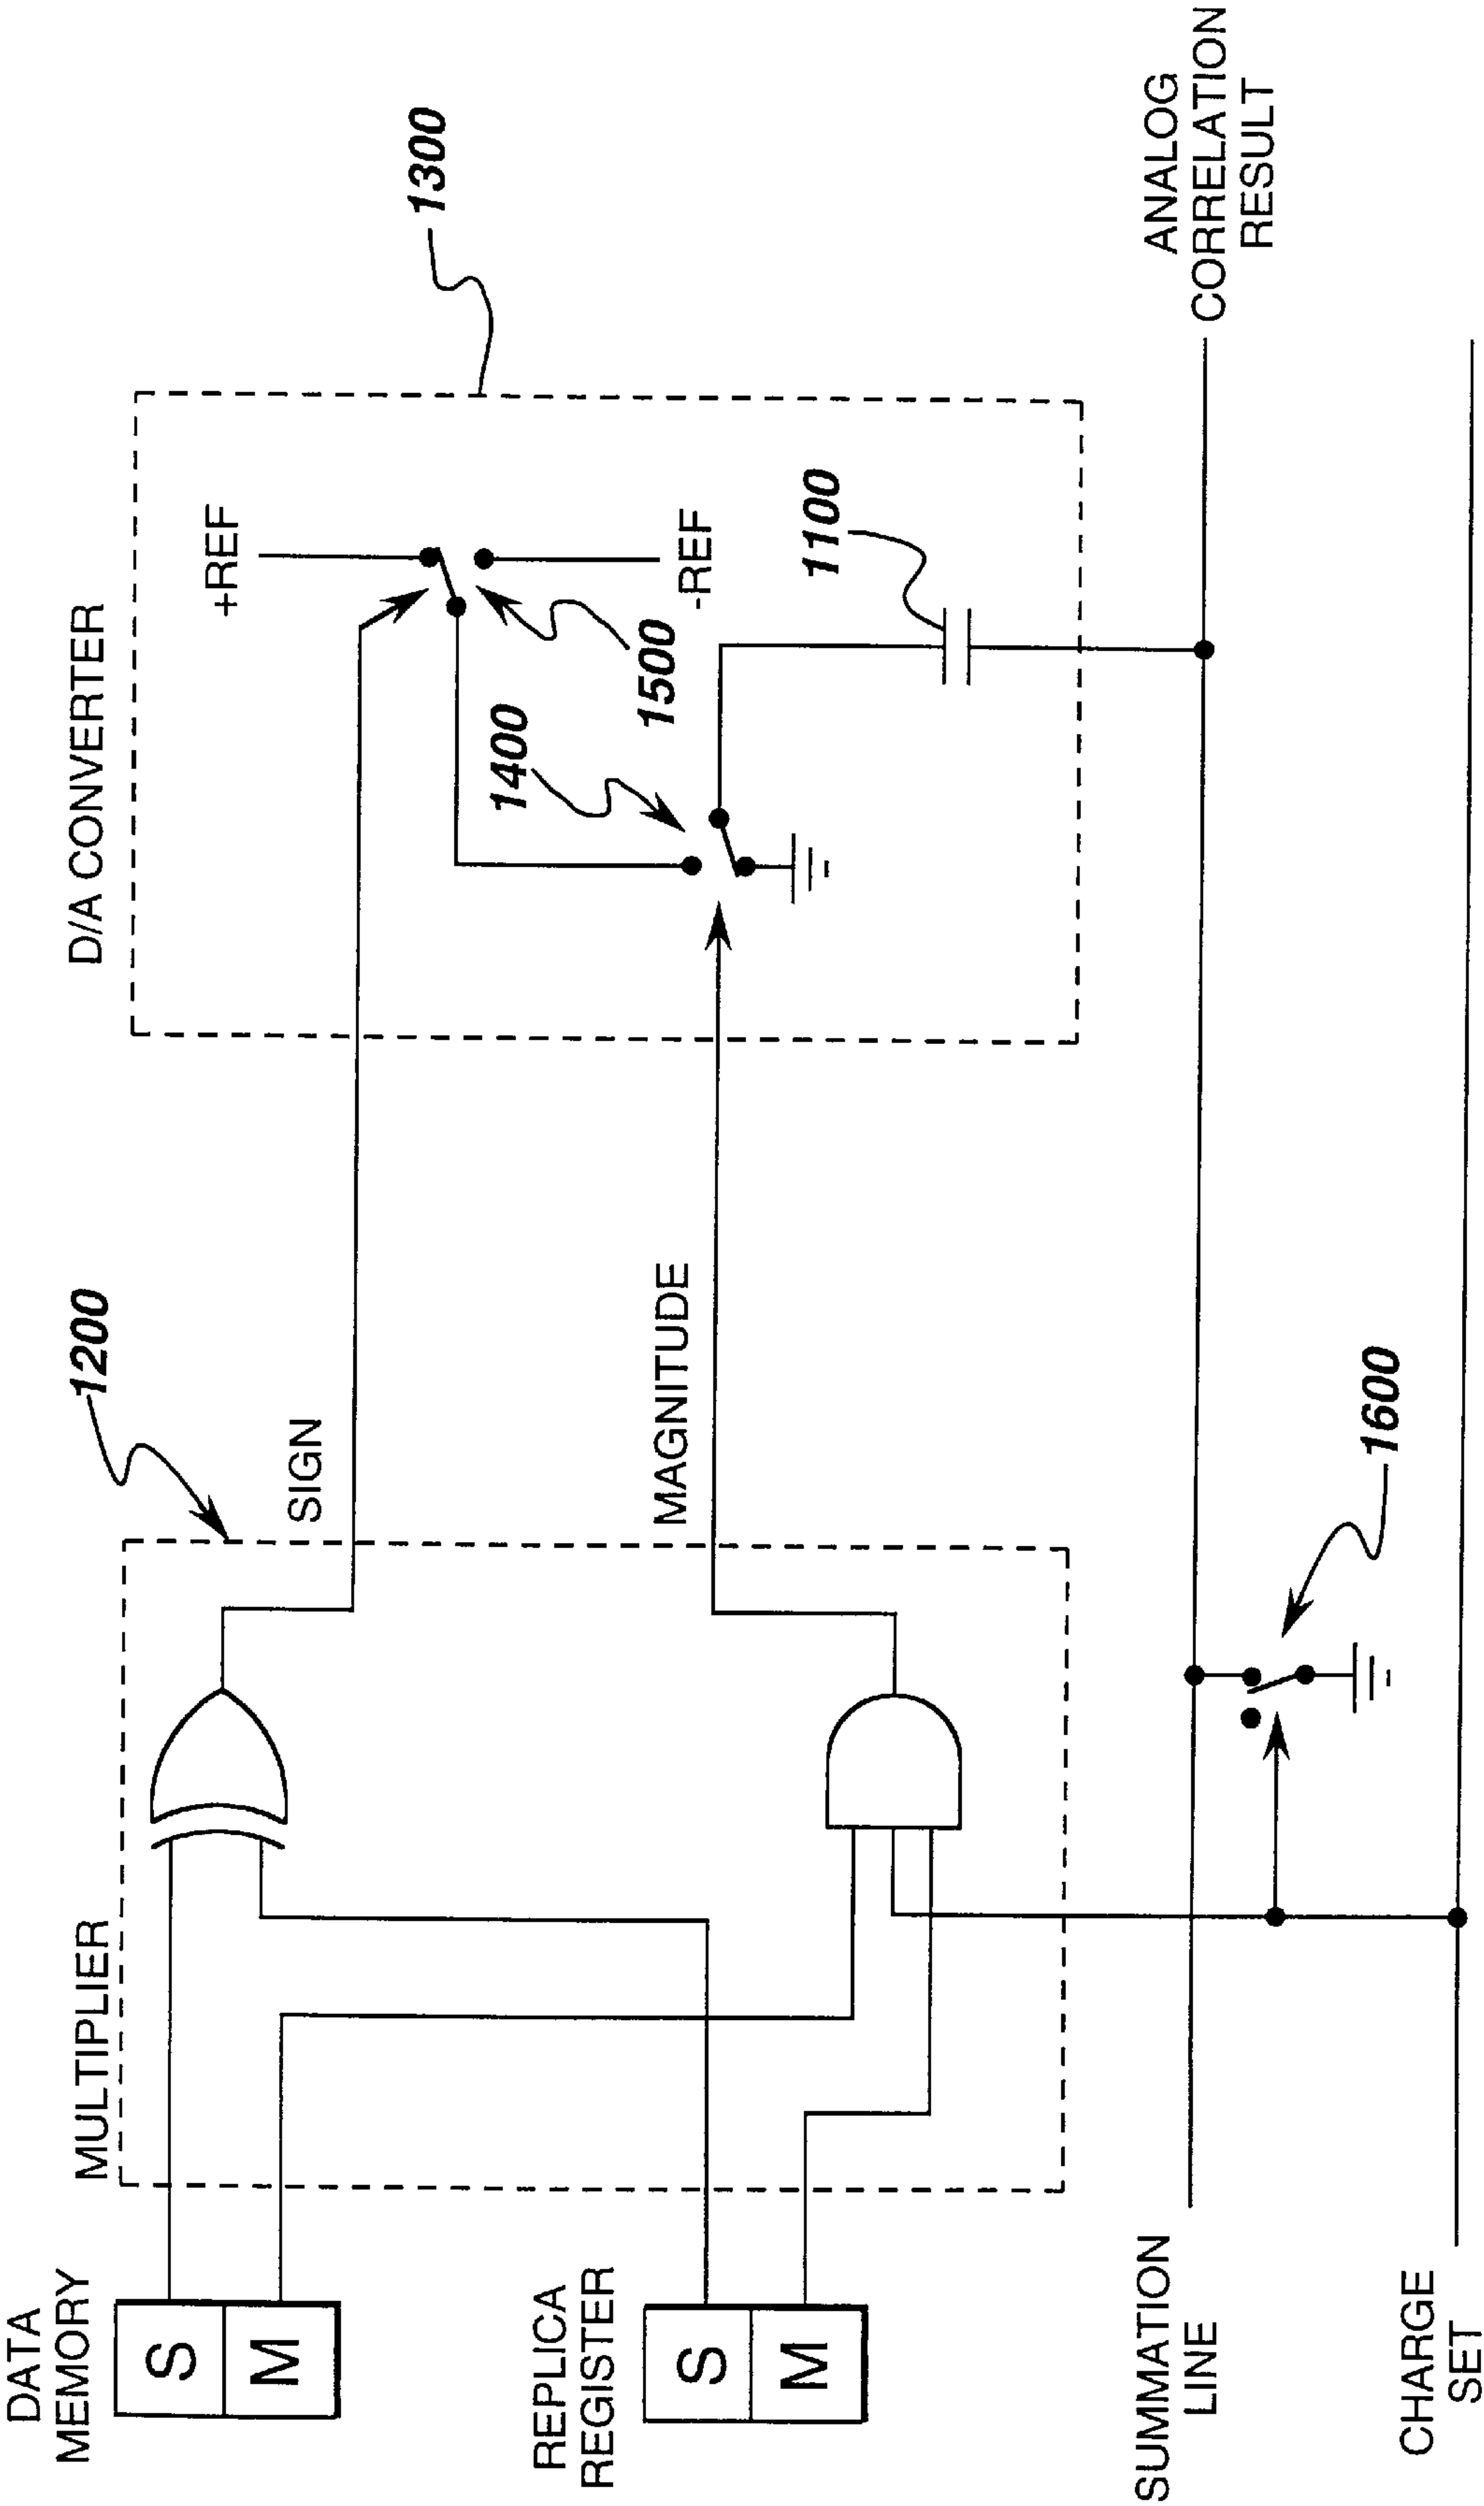 DATA
MEMORY
S
M
REPLICA
REGISTER
S
M
SUMMATION
LINE
CHARGE
SET
MULTIPLIER
1200
SIGN
MAGNITUDE
1600
D/A CONVERTER
+REF
-REF
1400
1500
1100
1300
ANALOG
CORRELATION
RESULT